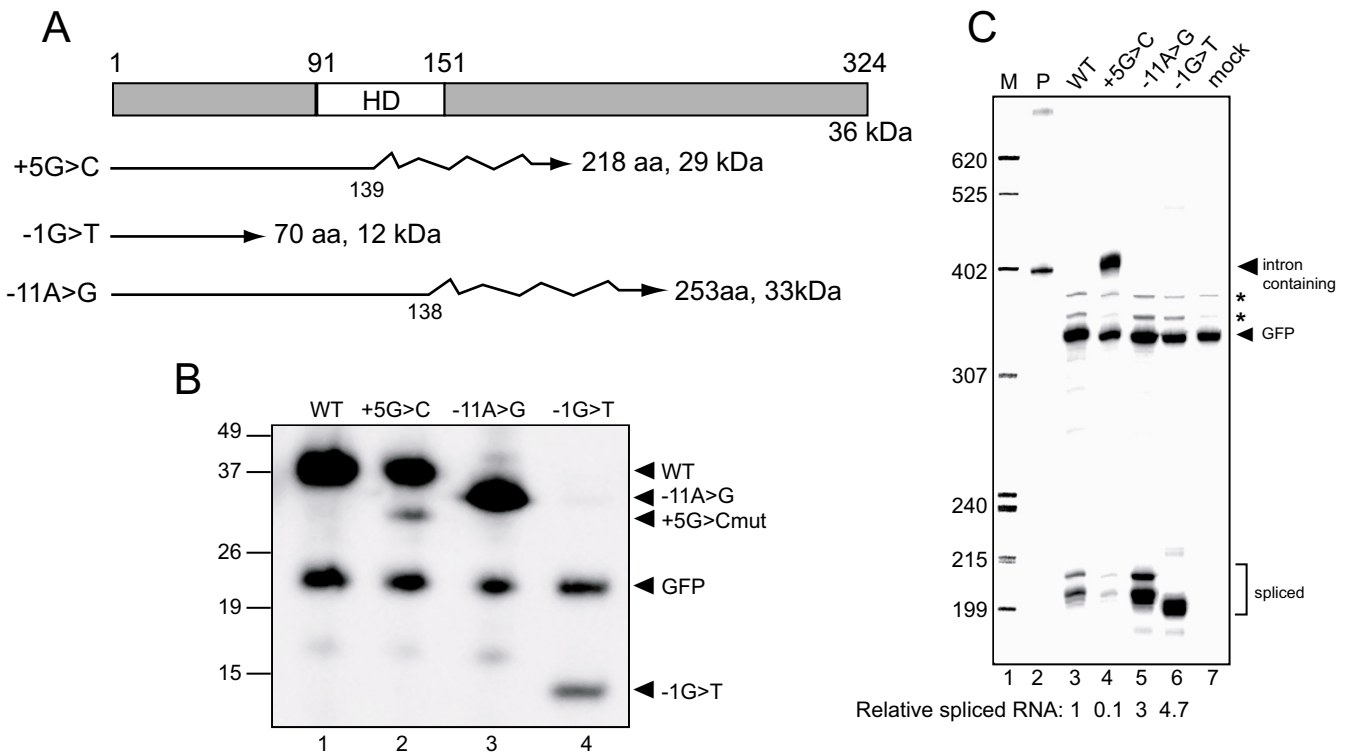 A
1 91 151 324
HD
36 kDa
+5G>C 218 aa, 29 kDa
139
-1G>T 70 aa, 12 kDa
-11A>G 253aa, 33kDa
138
B
WT +5G>C -11A>G -1G>T
49
37 WT
-11A>G
+5G>Cmut
26
GFP
19
15
-1G>T
1 2 3 4
C
M P WT +5G>C -11A>G -1G>T mock
620
525
402 intron
containing
*
*
GFP
307
240
215
spliced
199
1 2 3 4 5 6 7
Relative spliced RNA: 1 0.1 3 4.7